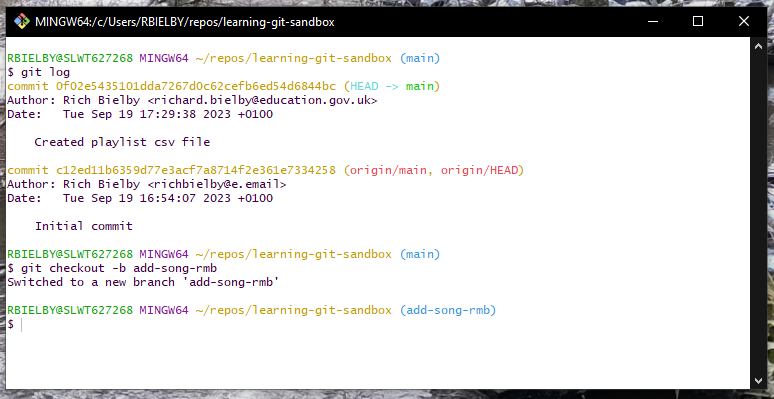 MINGW64:/c/Users/RBIELBY/repos/learning-git-sandbox
RBIELBY@SLWT627268 MINGW64 ~/repos/learning-git-sandbox (main)
$ git log
commit 0f02e5435101dda7267d0c62cefb6ed54d6844bc (HEAD -> main)
Author: Rich Bielby <richard.bielby@education.gov.uk>
Date:   Tue Sep 19 17:29:38 2023 +0100
    Created playlist csv file
commit c12ed11b6359d77e3acf7a8714f2e361e7334258 (origin/main, origin/HEAD)
Author: Rich Bielby <richbielby@e.email>
Date:   Tue Sep 19 16:54:07 2023 +0100
    Initial commit
RBIELBY@SLWT627268 MINGW64 ~/repos/learning-git-sandbox (main)
$ git checkout -b add-song-rmb
Switched to a new branch 'add-song-rmb'
RBIELBY@SLWT627268 MINGW64 ~/repos/learning-git-sandbox (add-song-rmb)
$